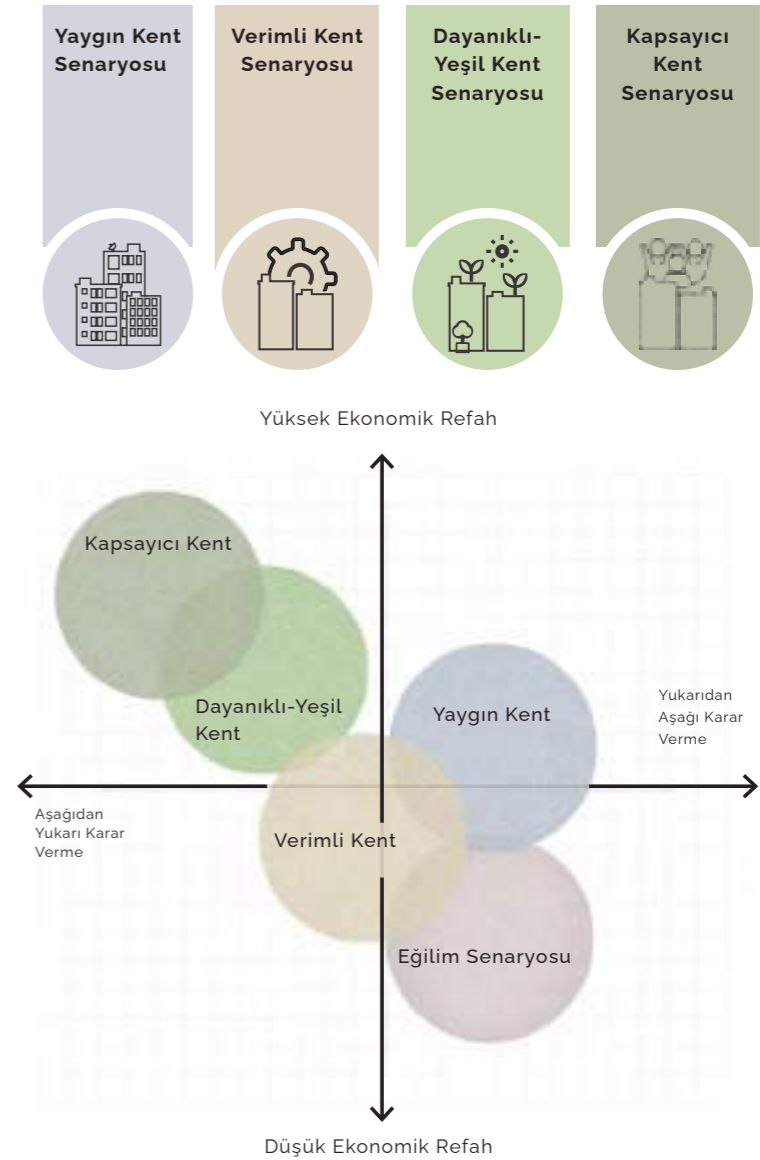 Yaygın Kent
Senaryosu
Verimli Kent
Senaryosu
Dayanıklı-
Yeşil Kent
Senaryosu
Kapsayıcı
Kent
Senaryosu
Yüksek Ekonomik Refah
Kapsayıcı Kent
Dayanıklı-Yeşil
Kent
Yaygın Kent
Yukarıdan
Aşağı Karar
Verme
Aşağıdan
Yukarı Karar
Verme
Verimli Kent
Eğilim Senaryosu
Düşük Ekonomik Refah